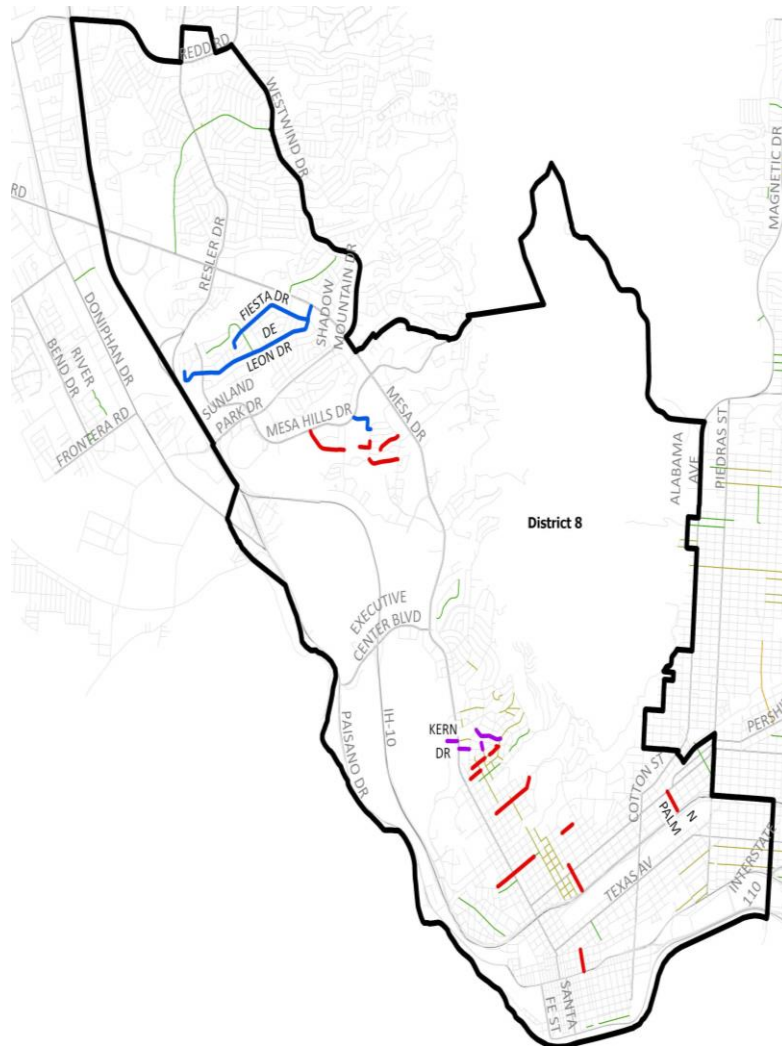 REDD RD
WESTWIND DR
MAGNETIC DR
RD
RESLER DR
DONIPHAN DR
SHADOW
MOUNTAIN DR
FIESTA DR
DE
LEON DR
RIVER
BEND DR
SUNLAND
PARK DR
MESA HILLS DR
MESA DR
FRONTERA RD
ALABAMA
AVE
PIEDRAS ST
District 8
EXECUTIVE
CENTER BLVD
IH-10
PAISANO DR
KERN
DR
PERSHI
COTTON ST
N
PALM
TEXAS AV
INTERSTATE
110
SANTA
FE ST